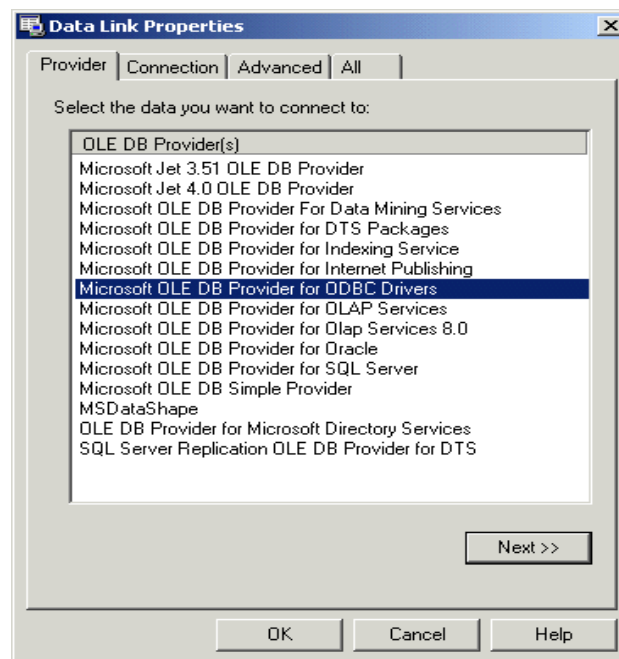 Data Link Properties
Provider Connection Advanced All
Select the data you want to connect to:
OLE DB Provider(s)
Microsoft Jet 3.51 OLE DB Provider
Microsoft Jet 4.0 OLE DB Provider
Microsoft OLE DB Provider For Data Mining Services
Microsoft OLE DB Provider for DTS Packages
Microsoft OLE DB Provider for Indexing Service
Microsoft OLE DB Provider for Internet Publishing
Microsoft OLE DB Provider for ODBC Drivers
Microsoft OLE DB Provider for OLAP Services
Microsoft OLE DB Provider for Olap Services 8.0
Microsoft OLE DB Provider for Oracle
Microsoft OLE DB Provider for SQL Server
Microsoft OLE DB Simple Provider
MSDataShape
OLE DB Provider for Microsoft Directory Services
SQL Server Replication OLE DB Provider for DTS
Next >>
OK Cancel Help